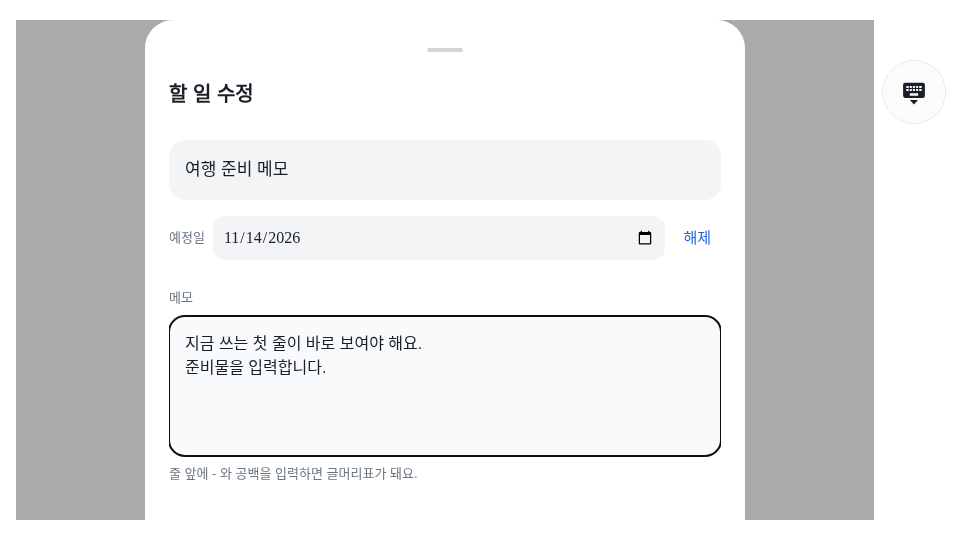 할 일 수정
여행 준비 메모
예정일 11/14/2026 해제
메모
지금 쓰는 첫 줄이 바로 보여야 해요.
준비물을 입력합니다.
줄 앞에 - 와 공백을 입력하면 글머리표가 돼요.